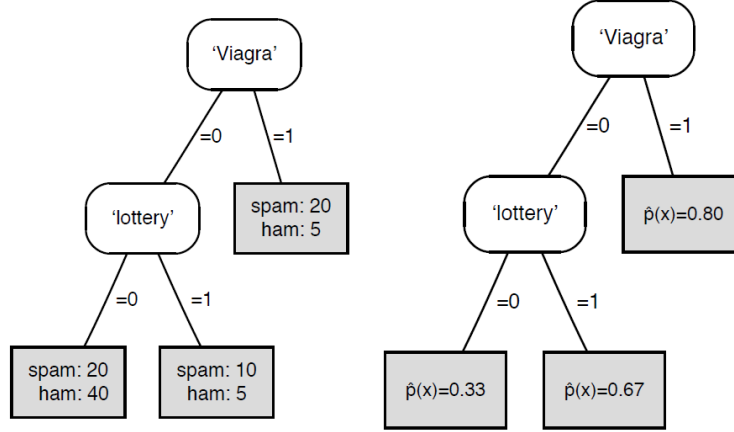 ‘Viagra’
=0
=1
‘lottery’
spam: 20
ham: 5
=0
=1
spam: 20
ham: 40
spam: 10
ham: 5
‘Viagra’
=0
=1
‘lottery’
p̂(x)=0.80
=0
=1
p̂(x)=0.33
p̂(x)=0.67